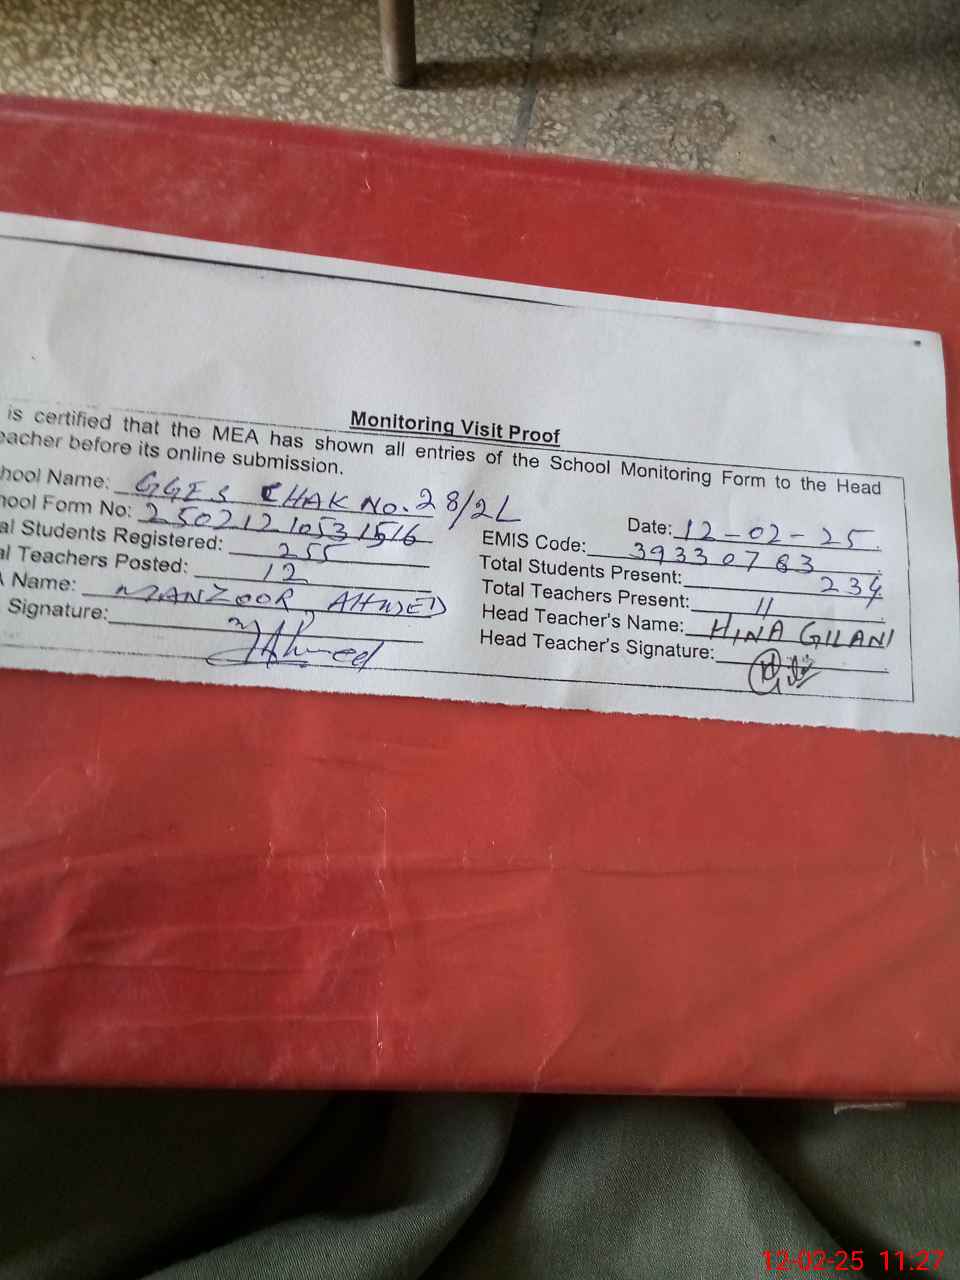 Monitoring Visit Proof
is certified that the MEA has shown all entries of the School Monitoring Form to the Head
eacher before its online submission.
hool Name: GGES CHAK No. 28/2L
Date: 12-02-25
hool Form No: 2502121053 1516
EMIS Code: 39330783
al Students Registered: 255
Total Students Present: 234
al Teachers Posted: 12
Total Teachers Present: 11
A Name: MANZOOR AHMED
Head Teacher's Name: HINA GILANI
Signature: Ahmed
Head Teacher's Signature:
12-02-25 11:27